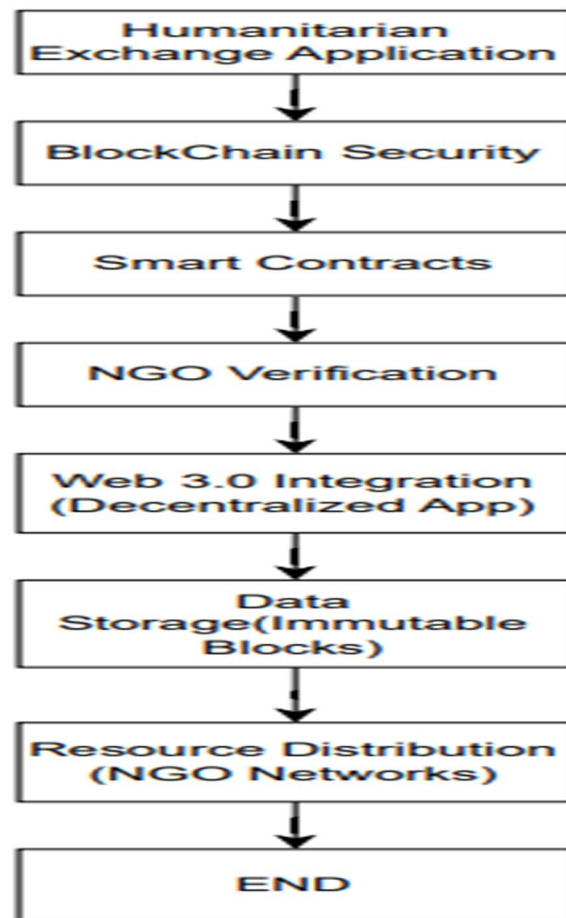 Humanitarian
Exchange Application
BlockChain Security
Smart Contracts
NGO Verification
Web 3.0 Integration
(Decentralized App)
Data
Storage(Immutable
Blocks)
Resource Distribution
(NGO Networks)
END